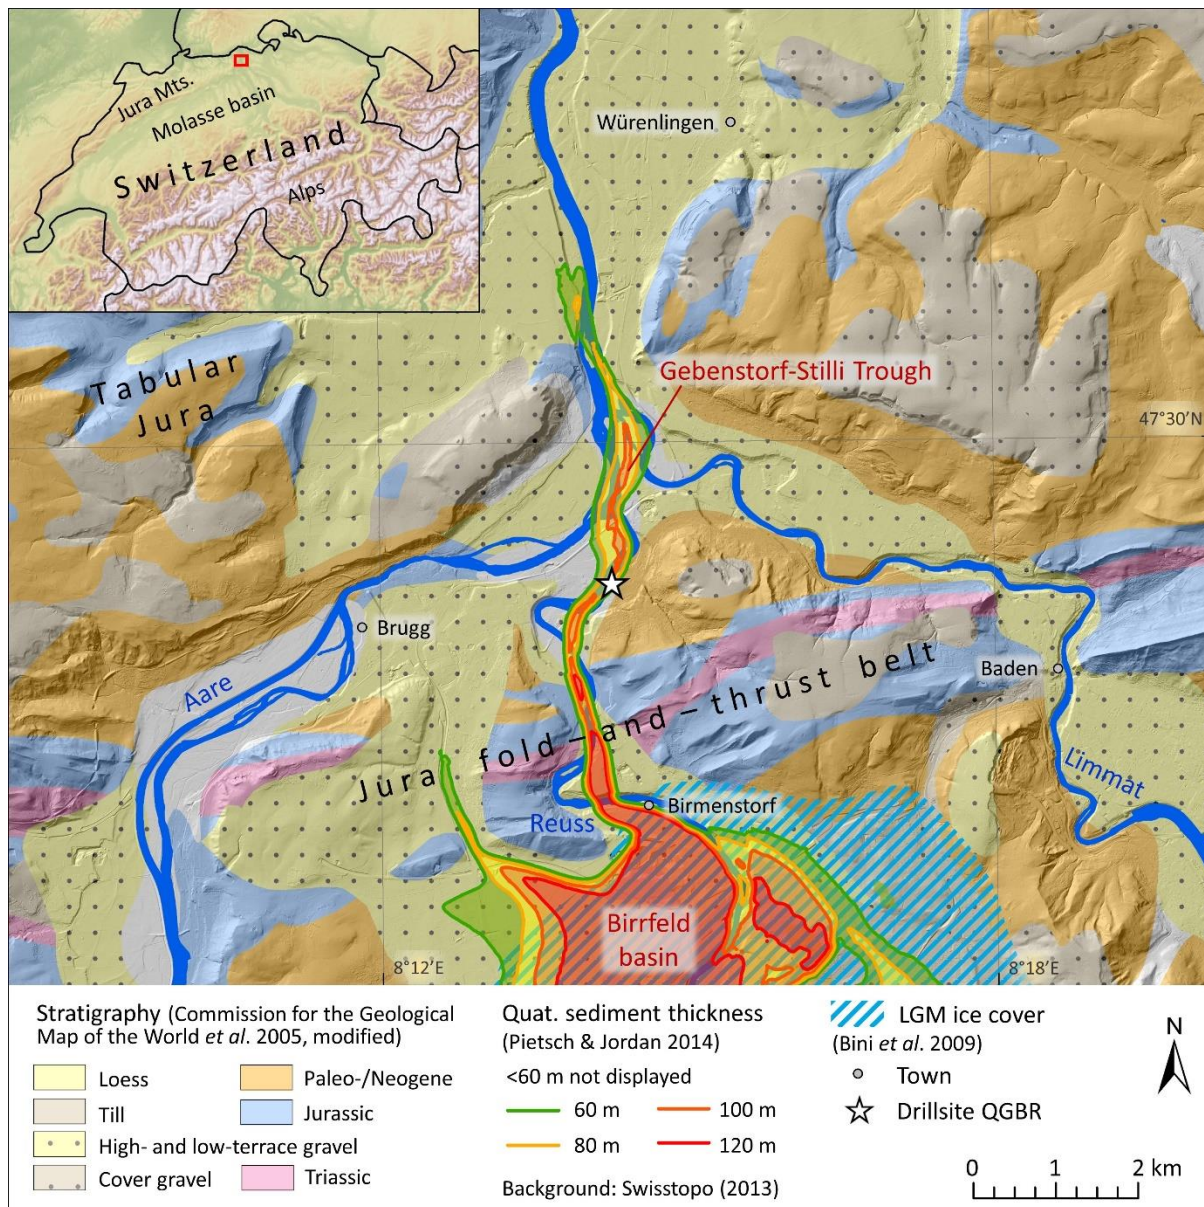 Jura Mts.
Molasse basin
Switzerland
Alps
Würenlingen
Tabular
Jura
Gebenstorf-Stilli Trough
47°30'N
Brugg
Aare
Baden
Jura fold–and–thrust belt
Limmat
Birmenstorf
Reuss
Birrfeld
basin
8°12'E
8°18'E
Stratigraphy (Commission for the Geological
Map of the World et al. 2005, modified)
Loess
Paleo-/Neogene
Till
Jurassic
High- and low-terrace gravel
Cover gravel
Triassic
Quat. sediment thickness
(Pietsch & Jordan 2014)
<60 m not displayed
60 m
100 m
80 m
120 m
Background: Swisstopo (2013)
LGM ice cover
(Bini et al. 2009)
Town
Drillsite QGBR
N
0 1 2 km